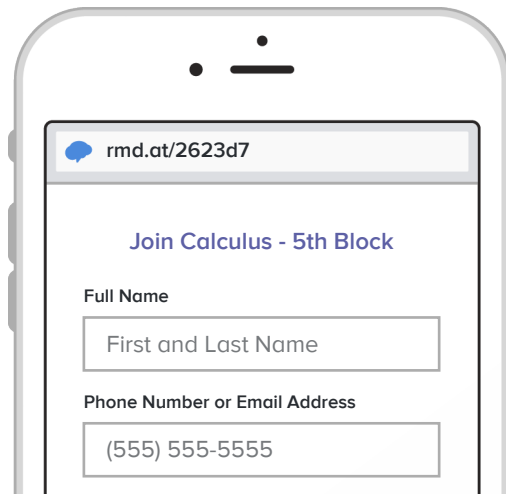 rmd.at/2623d7
Join Calculus - 5th Block
Full Name
First and Last Name
Phone Number or Email Address
(555) 555-5555